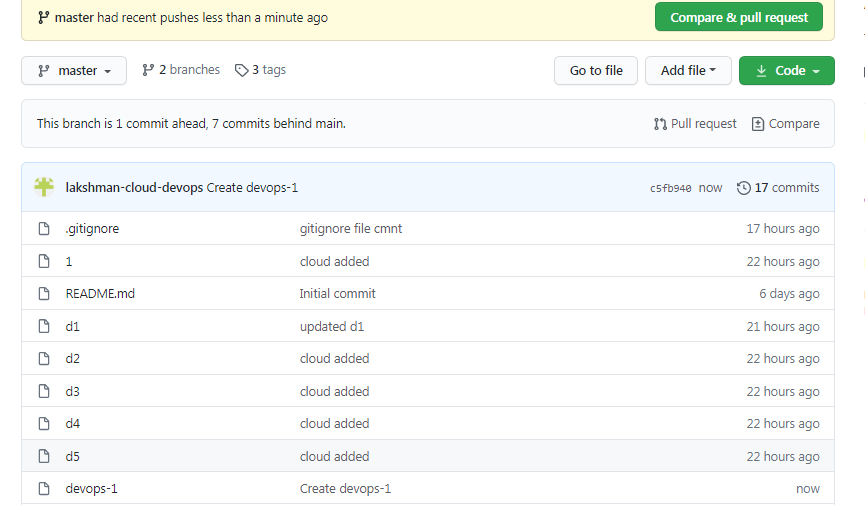 master had recent pushes less than a minute ago Compare & pull request
master 2 branches 3 tags Go to file Add file Code
This branch is 1 commit ahead, 7 commits behind main. Pull request Compare
lakshman-cloud-devops Create devops-1 c5fb940 now 17 commits
.gitignore gitignore file cmnt 17 hours ago
1 cloud added 22 hours ago
README.md Initial commit 6 days ago
d1 updated d1 21 hours ago
d2 cloud added 22 hours ago
d3 cloud added 22 hours ago
d4 cloud added 22 hours ago
d5 cloud added 22 hours ago
devops-1 Create devops-1 now